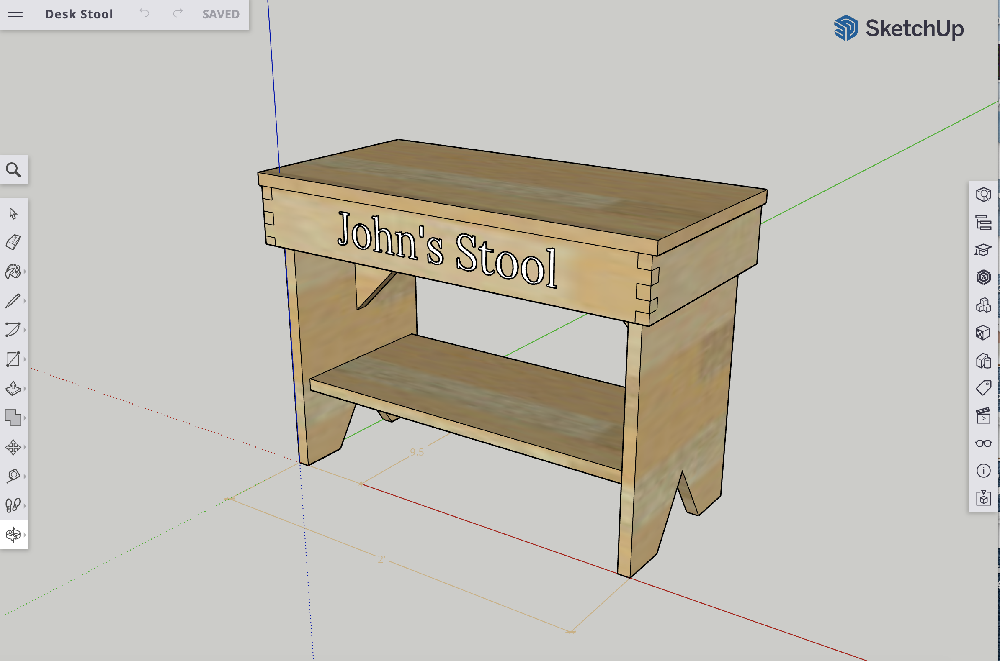 Desk Stool
SAVED
SketchUp
John's Stool
9.5
2'